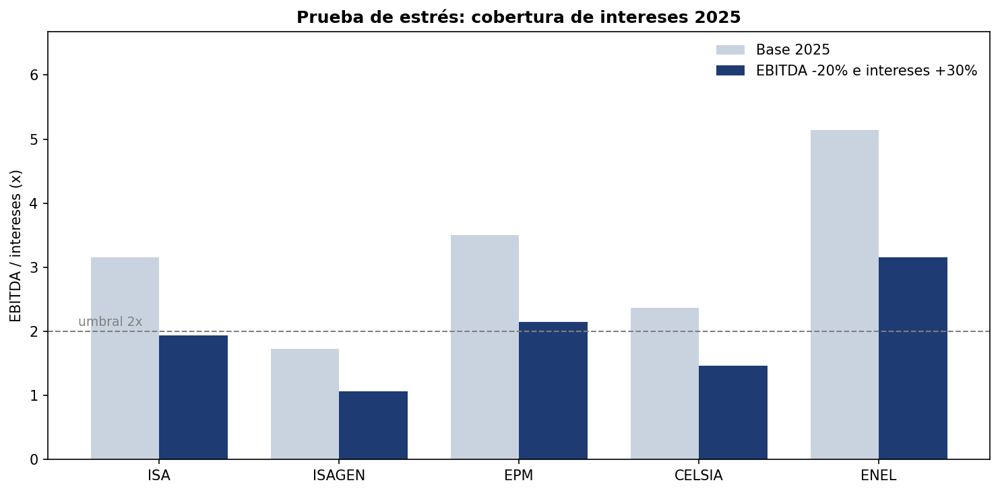 Prueba de estrés: cobertura de intereses 2025
Base 2025
EBITDA -20% e intereses +30%
EBITDA / intereses (x)
6
5
4
3
2
1
0
umbral 2x
ISA
ISAGEN
EPM
CELSIA
ENEL